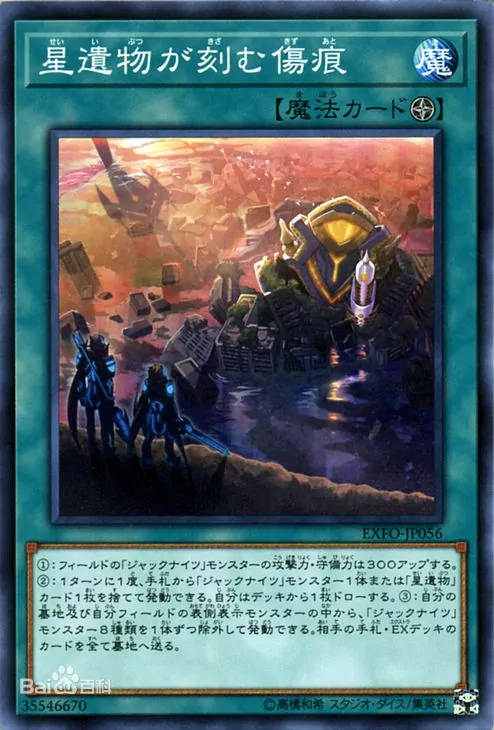 星遺物が刻む傷痕
魔
【魔法カード】
EXFO-JP056
①:フィールドの「ジャックナイツ」モンスターの攻撃力・守備力は300アップする。
②:1ターンに1度、手札から「ジャックナイツ」モンスター1体または「星遺物」
カード1枚を捨てて発動できる。自分はデッキから1枚ドローする。③:自分の
墓地及び自分フィールドの表側表示モンスターの中から、「ジャックナイツ」
モンスター8種類を1体ずつ除外して発動できる。相手の手札・EXデッキの
カードを全て墓地へ送る。
Bai百科
35546670
©高橋和希 スタジオ・ダイス/集英社